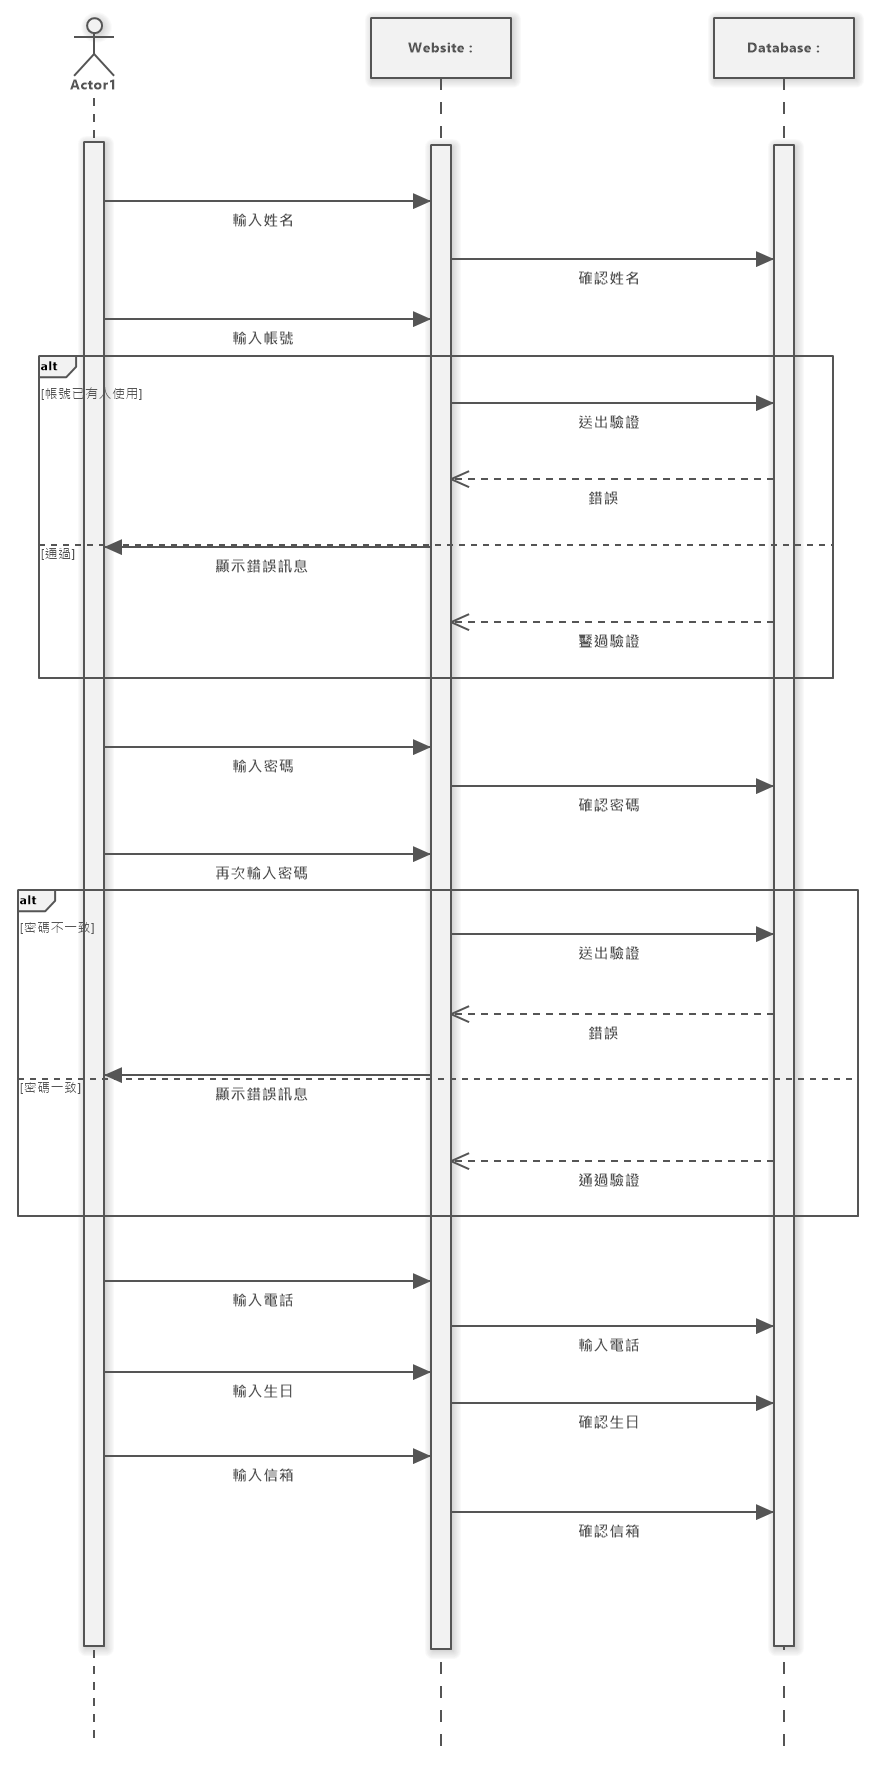 Actor1
Website :
Database :
輸入姓名
確認姓名
輸入帳號
alt
[帳號已有人使用]
送出驗證
錯誤
[通過]
顯示錯誤訊息
過驗證
輸入密碼
確認密碼
再次輸入密碼
alt
[密碼不一致]
送出驗證
錯誤
[密碼一致]
顯示錯誤訊息
通過驗證
輸入電話
輸入電話
輸入生日
確認生日
輸入信箱
確認信箱